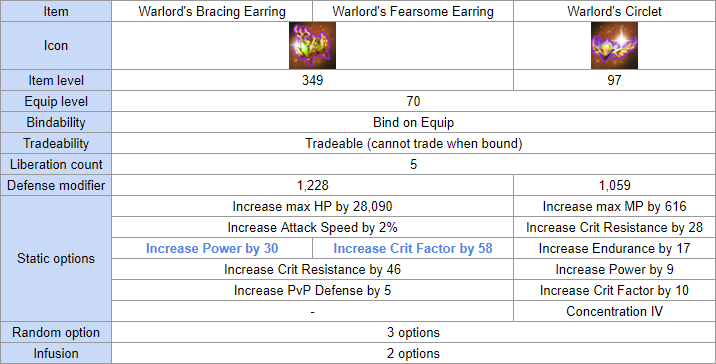 Item Warlord's Bracing Earring Warlord's Fearsome Earring Warlord's Circlet
Icon
Item level 349 97
Equip level 70
Bindability Bind on Equip
Tradeability Tradeable (cannot trade when bound)
Liberation count 5
Defense modifier 1,228 1,059
Increase max HP by 28,090 Increase max MP by 616
Increase Attack Speed by 2% Increase Crit Resistance by 28
Increase Power by 30 Increase Crit Factor by 58 Increase Endurance by 17
Static options Increase Crit Resistance by 46 Increase Power by 9
Increase PvP Defense by 5 Increase Crit Factor by 10
- Concentration IV
Random option 3 options
Infusion 2 options